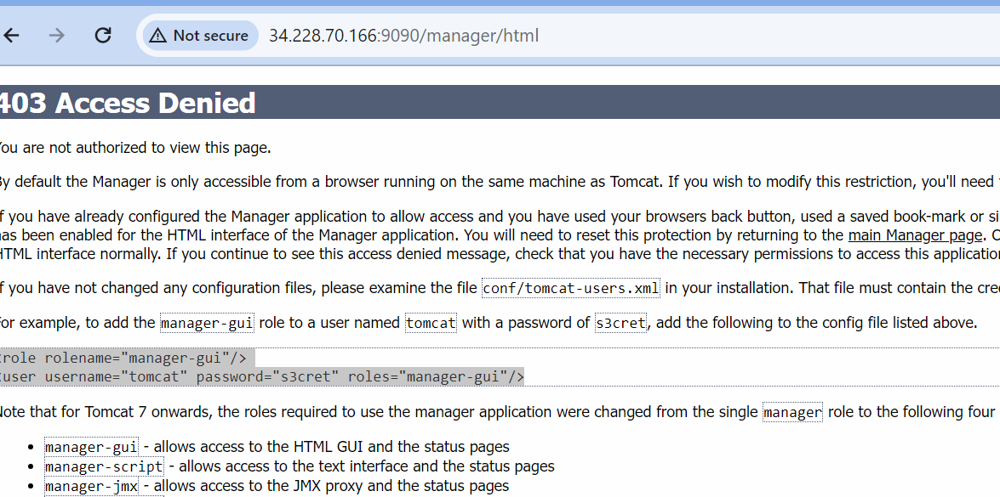 Not secure 34.228.70.166:9090/manager/html
403 Access Denied
You are not authorized to view this page.
By default the Manager is only accessible from a browser running on the same machine as Tomcat. If you wish to modify this restriction, you'll need
If you have already configured the Manager application to allow access and you have used your browsers back button, used a saved book-mark or si
has been enabled for the HTML interface of the Manager application. You will need to reset this protection by returning to the main Manager page. O
HTML interface normally. If you continue to see this access denied message, check that you have the necessary permissions to access this application
If you have not changed any configuration files, please examine the file conf/tomcat-users.xml in your installation. That file must contain the cre
For example, to add the manager-gui role to a user named tomcat with a password of s3cret, add the following to the config file listed above.
<role rolename="manager-gui"/>
<user username="tomcat" password="s3cret" roles="manager-gui"/>
Note that for Tomcat 7 onwards, the roles required to use the manager application were changed from the single manager role to the following four
• manager-gui - allows access to the HTML GUI and the status pages
• manager-script - allows access to the text interface and the status pages
• manager-jmx - allows access to the JMX proxy and the status pages